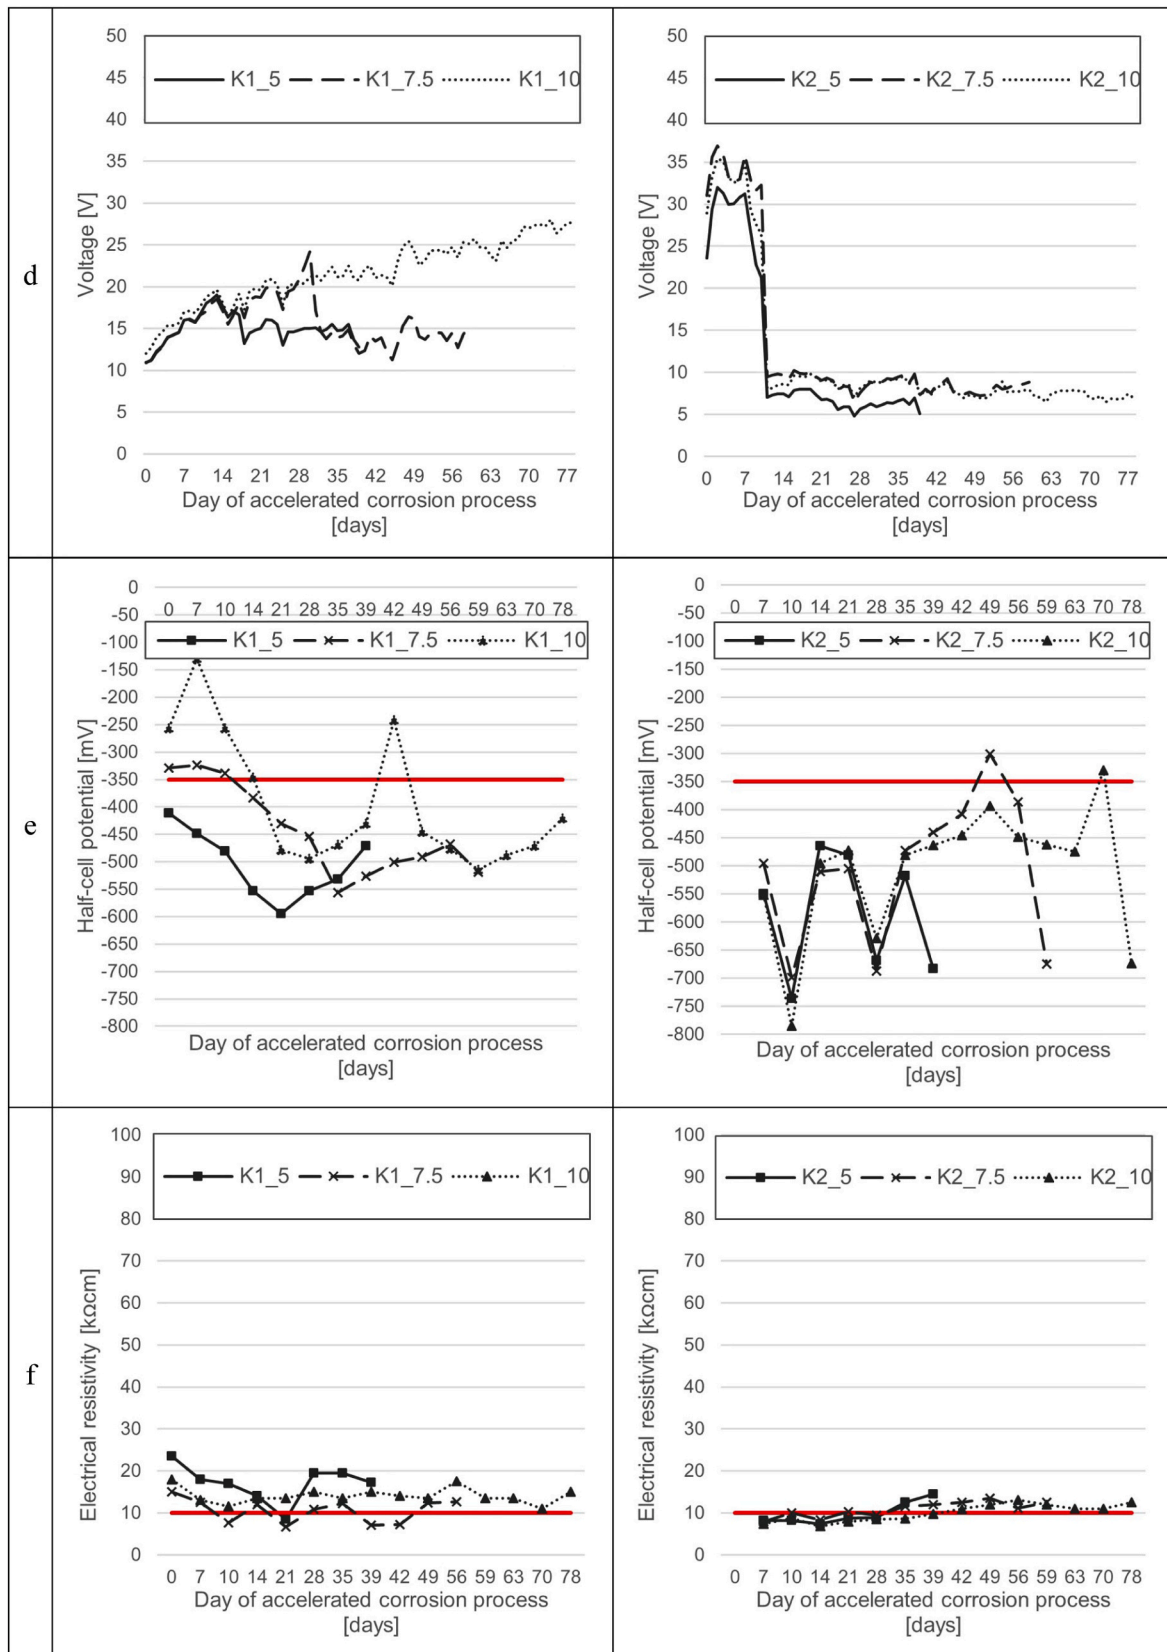 d
50
45
40
35
30
25
20
15
10
5
0
Voltage [V]
K1_5 K1_7.5 K1_10
0 7 14 21 28 35 42 49 56 63 70 77
Day of accelerated corrosion process
[days]
50
45
40
35
30
25
20
15
10
5
0
Voltage [V]
K2_5 K2_7.5 K2_10
0 7 14 21 28 35 42 49 56 63 70 77
Day of accelerated corrosion process
[days]
e
0
-50
-100
-150
-200
-250
-300
-350
-400
-450
-500
-550
-600
-650
-700
-750
-800
Half-cell potential [mV]
0 7 10 14 21 28 35 39 42 49 56 59 63 70 78
K1_5 K1_7.5 K1_10
Day of accelerated corrosion process
[days]
0
-50
-100
-150
-200
-250
-300
-350
-400
-450
-500
-550
-600
-650
-700
-750
-800
Half-cell potential [mV]
0 7 10 14 21 28 35 39 42 49 56 59 63 70 78
K2_5 K2_7.5 K2_10
Day of accelerated corrosion process
[days]
f
100
90
80
70
60
50
40
30
20
10
0
Electrical resistivity [kΩcm]
K1_5 K1_7.5 K1_10
0 7 10 14 21 28 35 39 42 49 56 59 63 70 78
Day of accelerated corrosion process
[days]
100
90
80
70
60
50
40
30
20
10
0
Electrical resistivity [kΩcm]
K2_5 K2_7.5 K2_10
0 7 10 14 21 28 35 39 42 49 56 59 63 70 78
Day of accelerated corrosion process
[days]